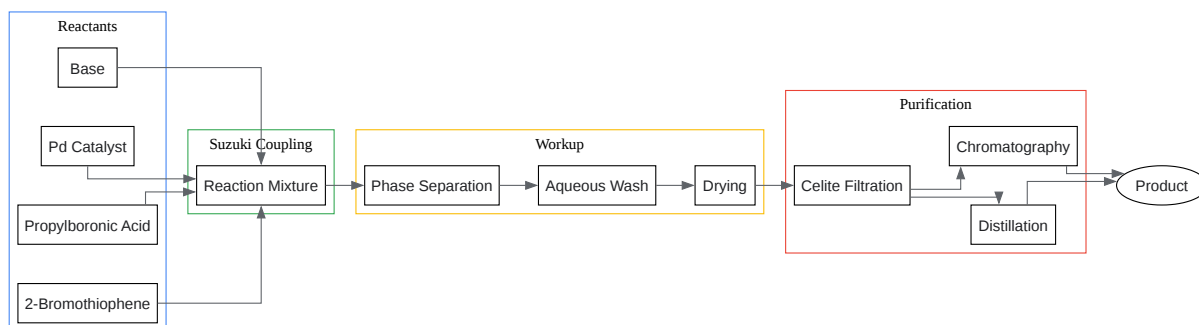 Reactants
Base
Pd Catalyst
Propylboronic Acid
2-Bromothiophene
Suzuki Coupling
Reaction Mixture
Workup
Phase Separation
Aqueous Wash
Drying
Purification
Celite Filtration
Chromatography
Distillation
Product